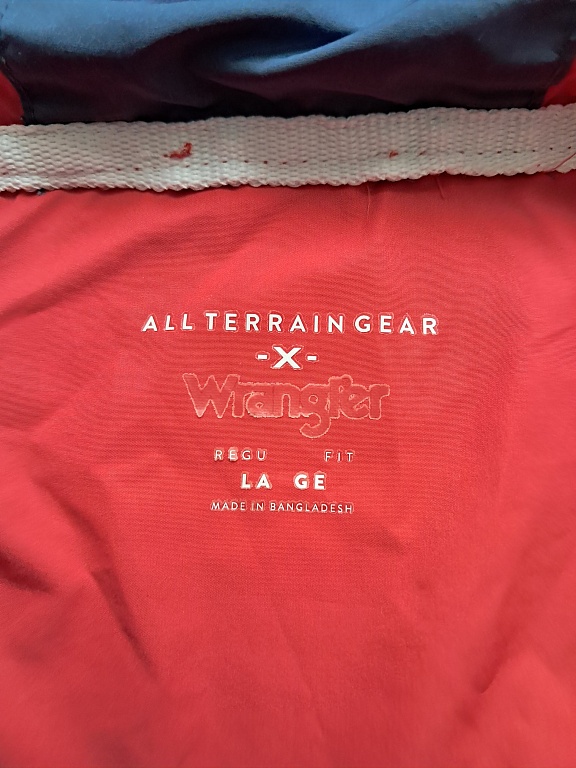 ALL TERRAIN GEAR
-X-
Wrangler
REGU FIT
LA GE
MADE IN BANGLADESH